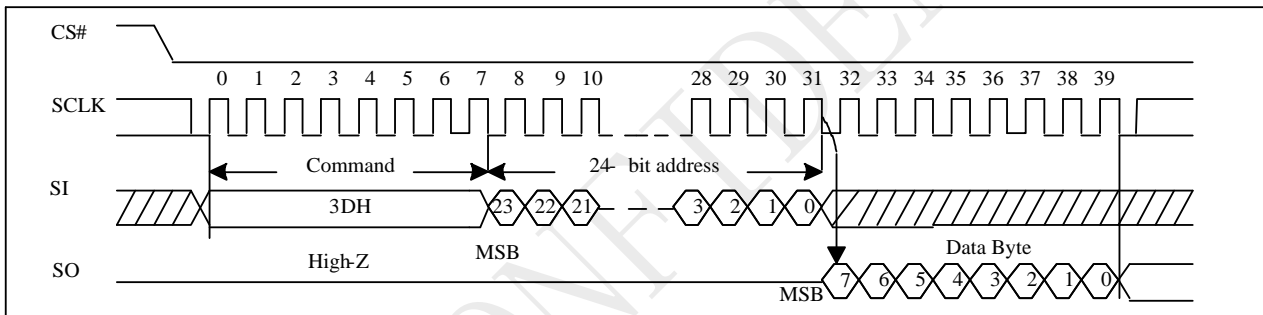 CS#
0 1 2 3 4 5 6 7 8 9 10 28 29 30 31 32 33 34 35 36 37 38 39
SCLK
Command 24- bit address
SI
3DH 23 22 21 3 2 1 0
High-Z MSB Data Byte
SO
MSB 7 6 5 4 3 2 1 0
CONFIDEN